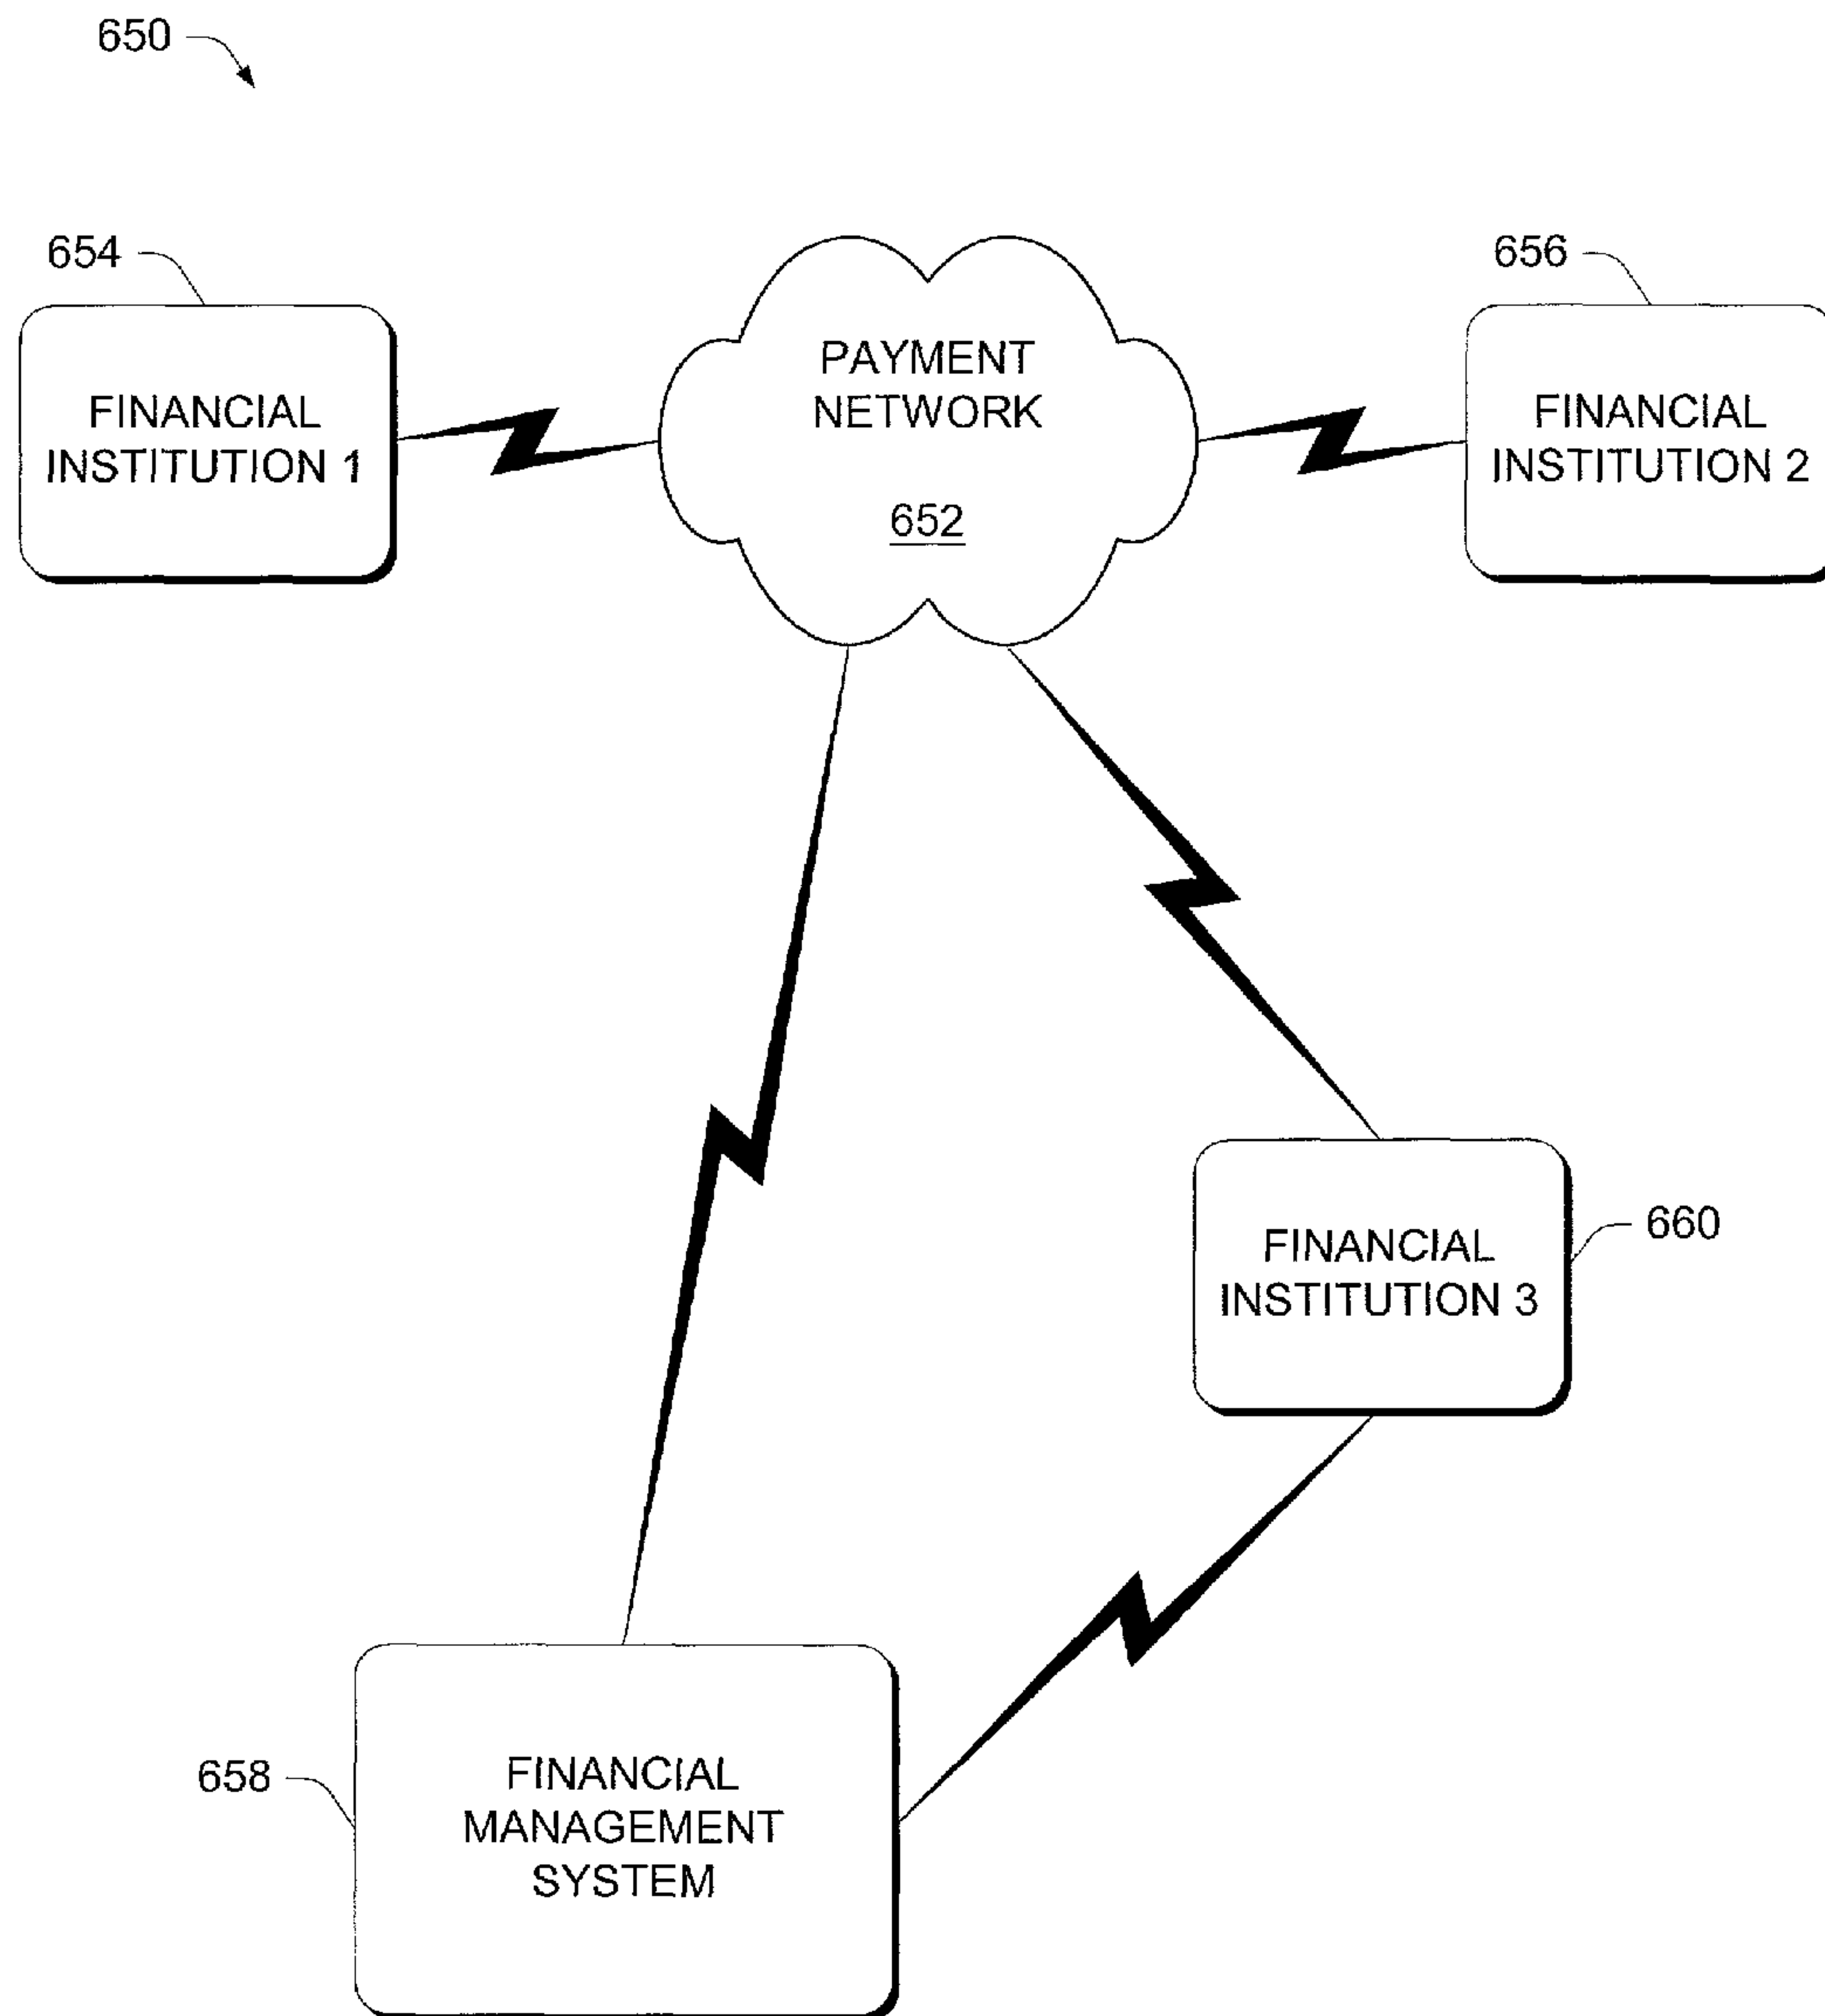 650
654
656
PAYMENT
NETWORK
652
FINANCIAL
INSTITUTION 1
FINANCIAL
INSTITUTION 2
FINANCIAL
INSTITUTION 3
660
658
FINANCIAL
MANAGEMENT
SYSTEM